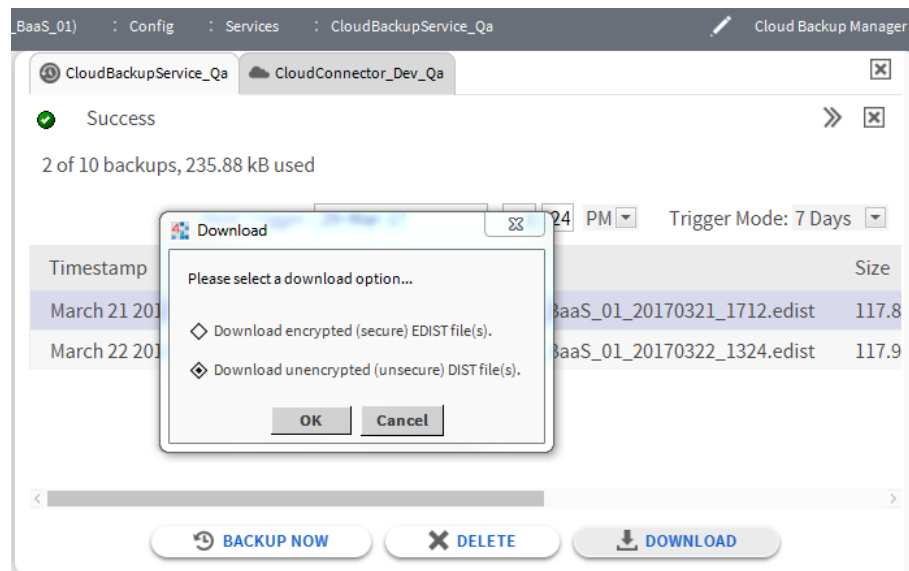 _BaaS_01) : Config : Services : CloudBackupService_Qa Cloud Backup Manager
CloudBackupService_Qa CloudConnector_Dev_Qa
Success
2 of 10 backups, 235.88 kB used
24 PM Trigger Mode: 7 Days
Download
Timestamp Size
Please select a download option...
March 21 201 BaaS_01_20170321_1712.edist 117.8
Download encrypted (secure) EDIST file(s).
March 22 201 BaaS_01_20170322_1324.edist 117.9
Download unencrypted (unsecure) DIST file(s).
OK Cancel
BACKUP NOW DELETE DOWNLOAD